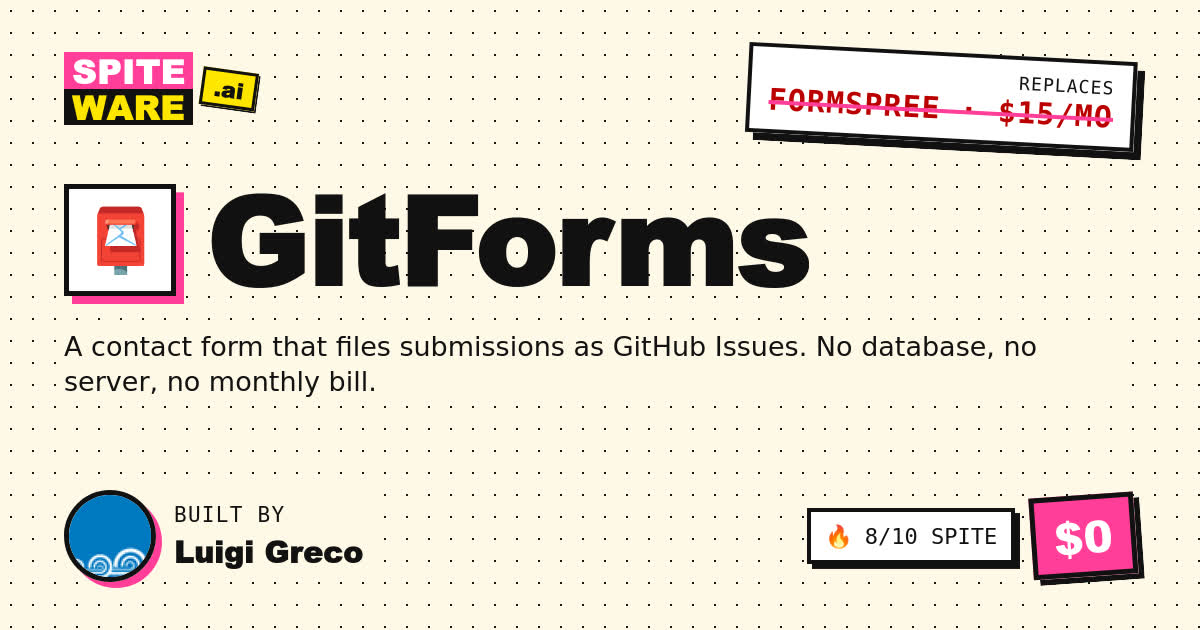 SPITE
WARE
.ai
REPLACES
FORMSPREE · $15/MO
GitForms
A contact form that files submissions as GitHub Issues. No database, no
server, no monthly bill.
BUILT BY
Luigi Greco
🔥 8/10 SPITE
$0